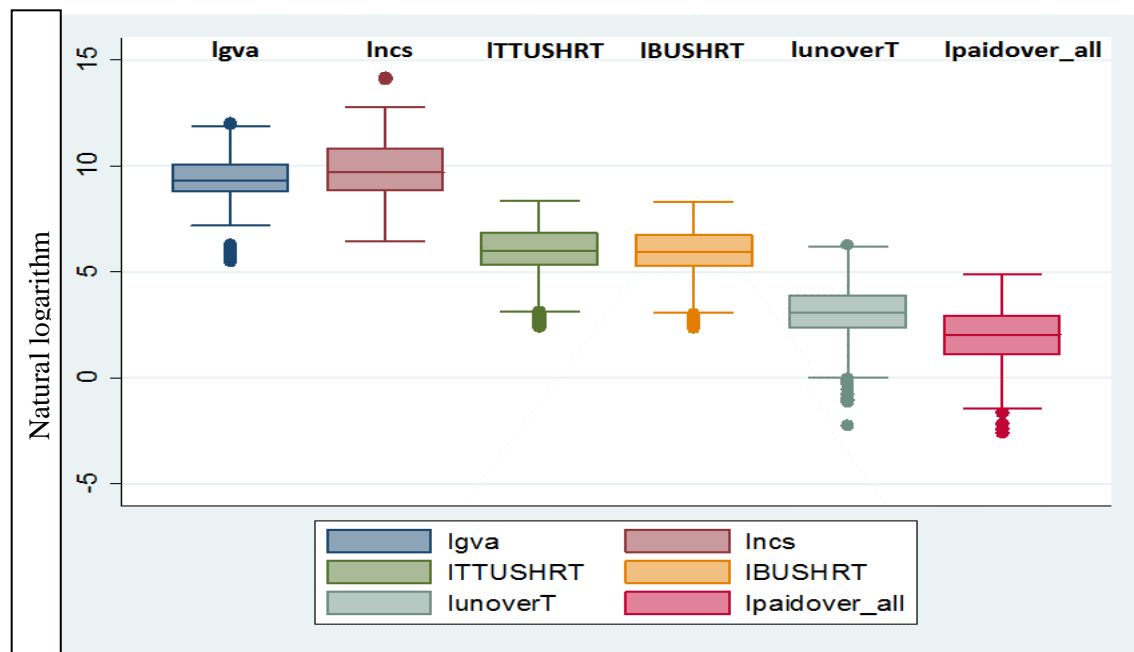 lgva lncs lTTUSHRT lBUSHRT lunoverT lpaidover_all
15
10
5
0
-5
Natural logarithm
lgva lncs
lTTUSHRT lBUSHRT
lunoverT lpaidover_all